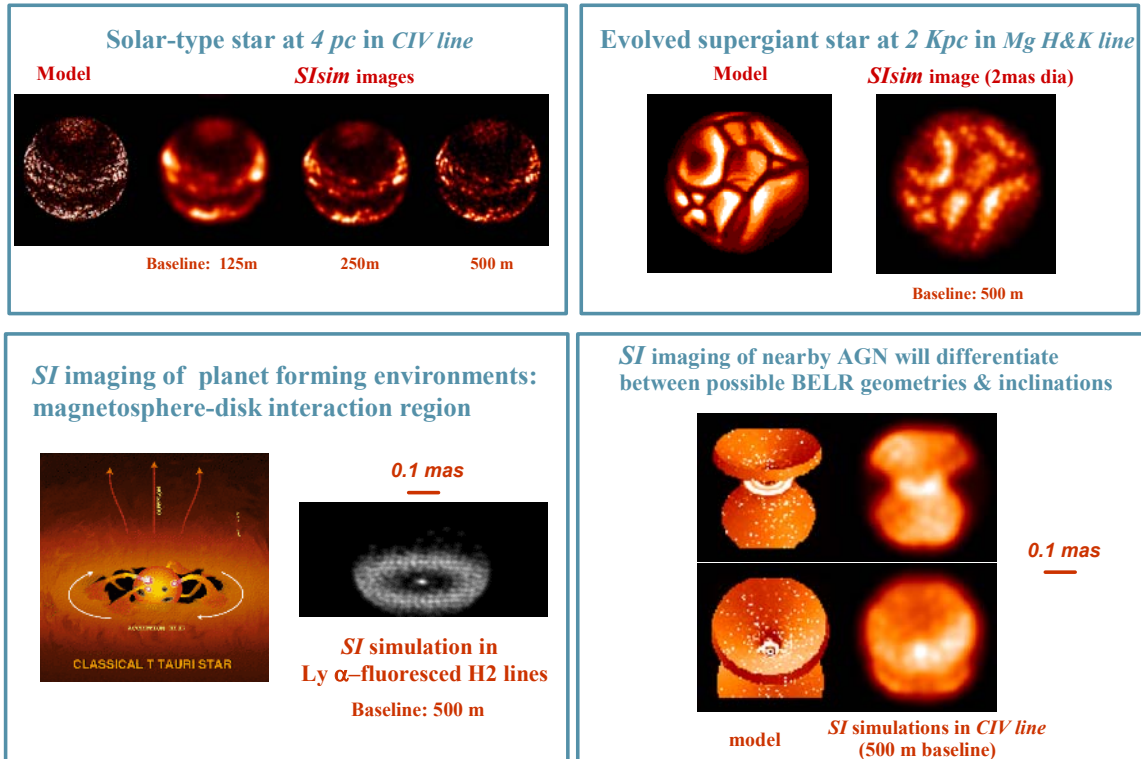 Solar-type star at 4 pc in CIV line
Model
SIsim images
Baseline: 125m
250m
500 m
Evolved supergiant star at 2 Kpc in Mg H&K line
Model
SIsim image (2mas dia)
Baseline: 500 m
SI imaging of planet forming environments:
magnetosphere-disk interaction region
CLASSICAL T TAURI STAR
0.1 mas
SI simulation in
Ly α–fluoresced H2 lines
Baseline: 500 m
SI imaging of nearby AGN will differentiate
between possible BELR geometries & inclinations
0.1 mas
model
SI simulations in CIV line
(500 m baseline)